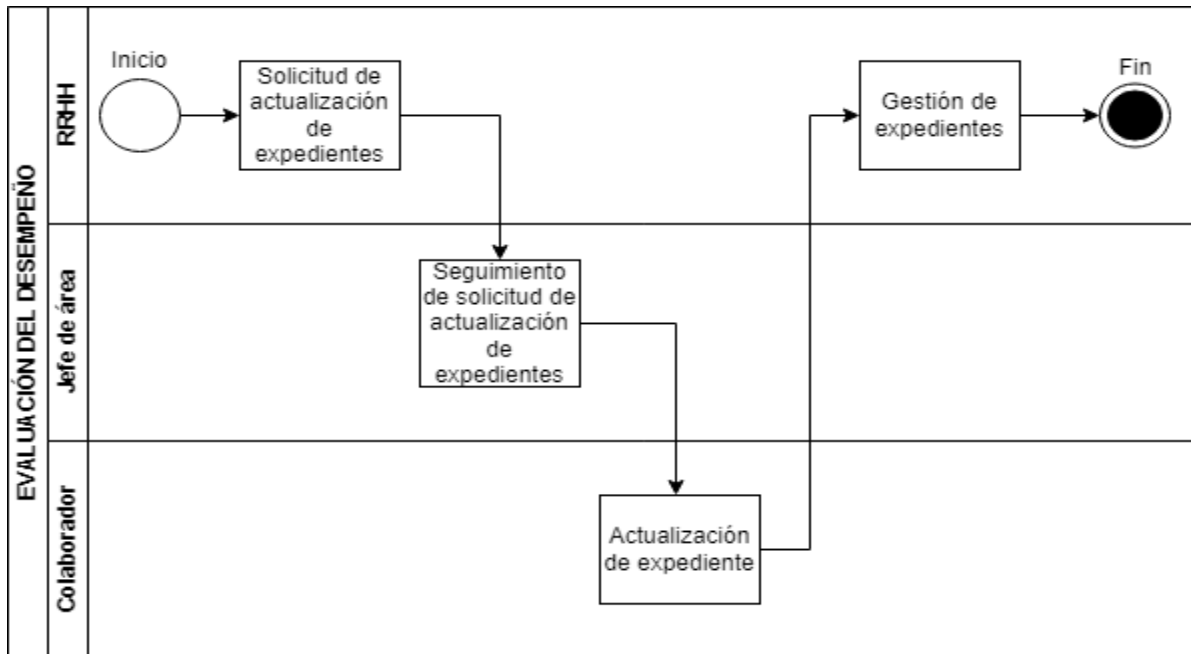 EVALUACIÓN DEL DESEMPEÑO
RRHH
Inicio
Solicitud de
actualización
de
expedientes
Gestión de
expedientes
Fin
Jefe de área
Seguimiento
de solicitud de
actualización
de
expedientes
Colaborador
Actualización
de expediente